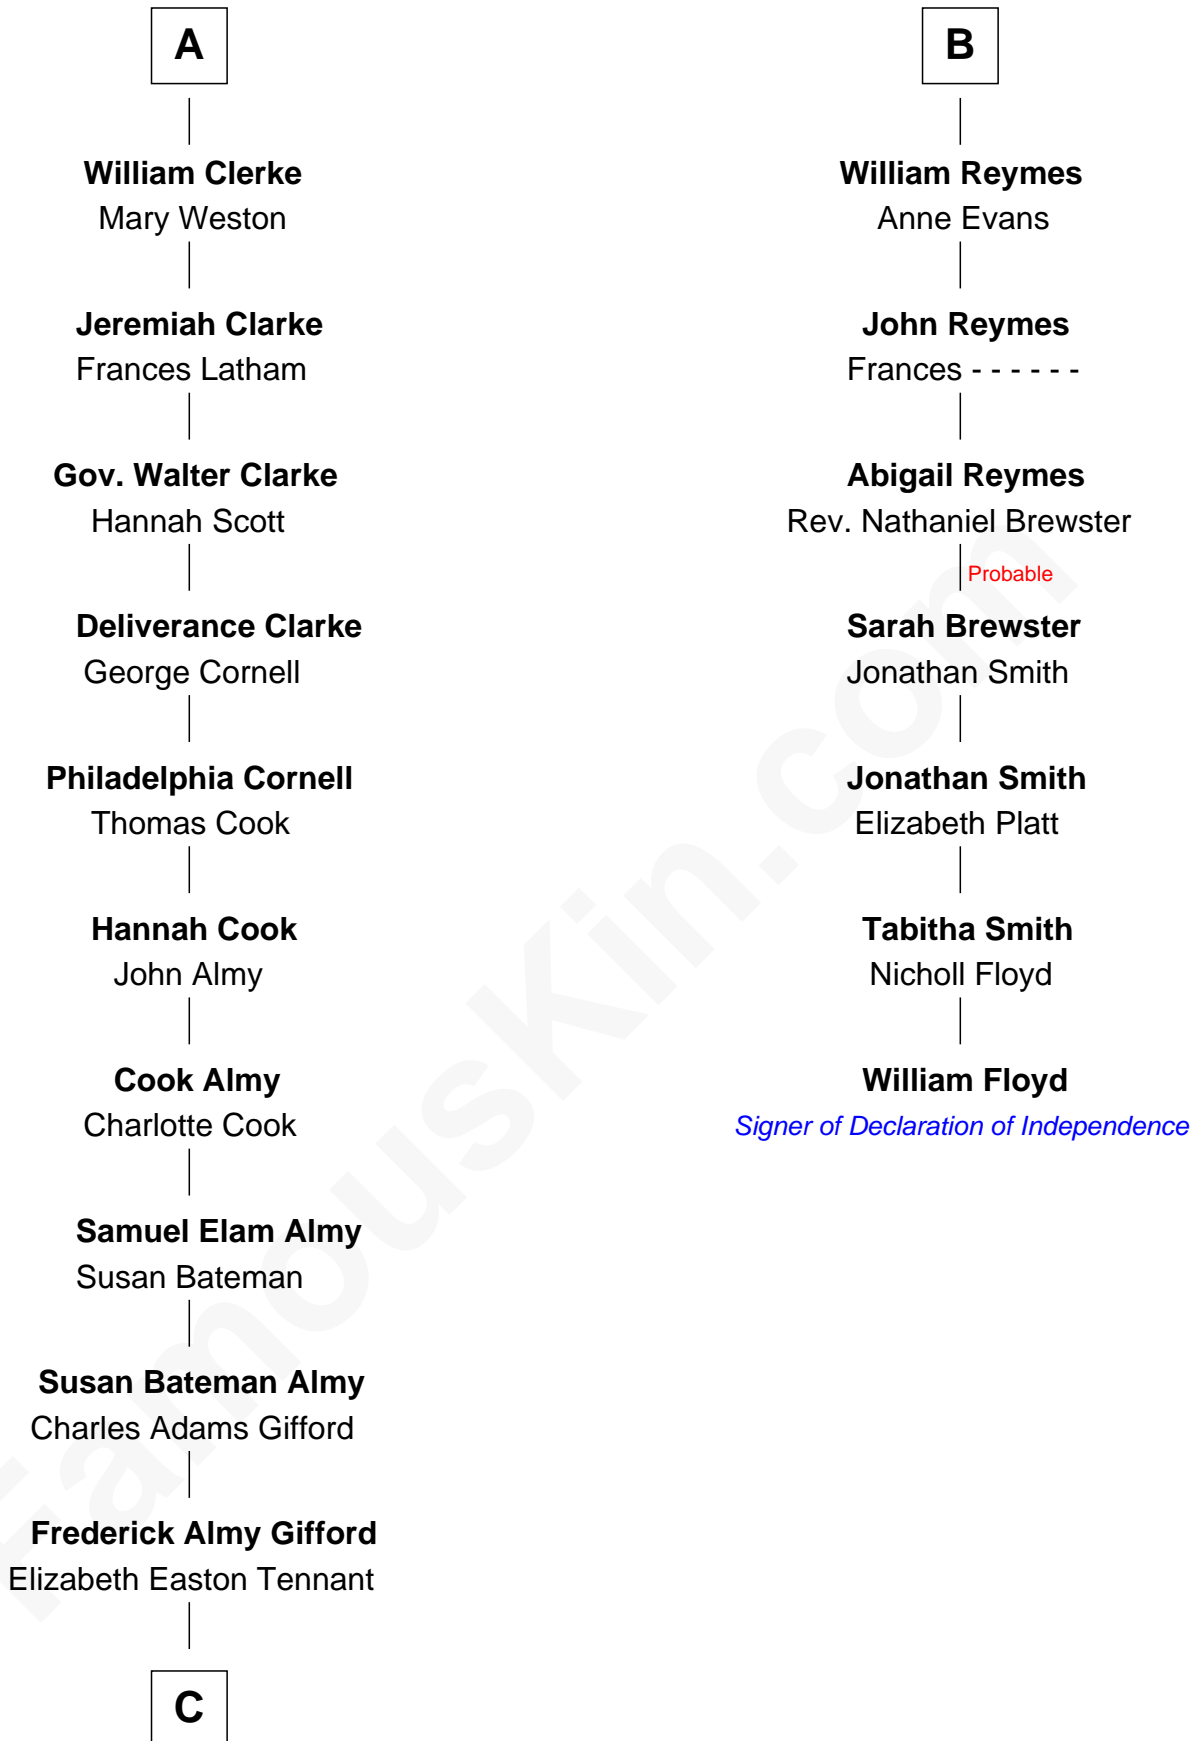 A
William Clerke
Mary Weston
Jeremiah Clarke
Frances Latham
Gov. Walter Clarke
Hannah Scott
Deliverance Clarke
George Cornell
Philadelphia Cornell
Thomas Cook
Hannah Cook
John Almy
Cook Almy
Charlotte Cook
Samuel Elam Almy
Susan Bateman
Susan Bateman Almy
Charles Adams Gifford
Frederick Almy Gifford
Elizabeth Easton Tennant
C
B
William Reymes
Anne Evans
John Reymes
Frances - - - - - -
Abigail Reymes
Rev. Nathaniel Brewster
Probable
Sarah Brewster
Jonathan Smith
Jonathan Smith
Elizabeth Platt
Tabitha Smith
Nicholl Floyd
William Floyd
Signer of Declaration of Independence
FamousKin.com